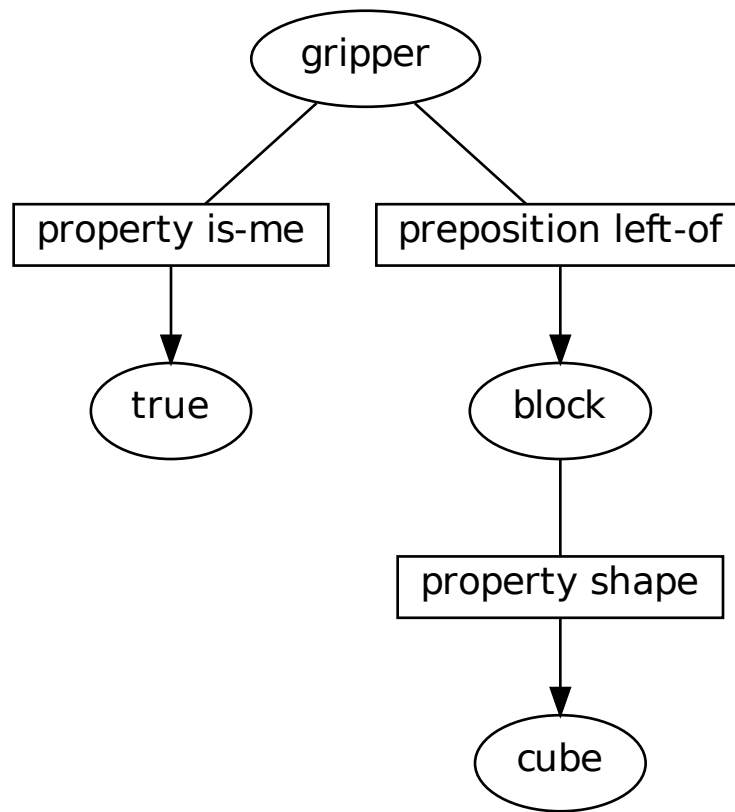 gripper
property is-me
preposition left-of
true
block
property shape
cube